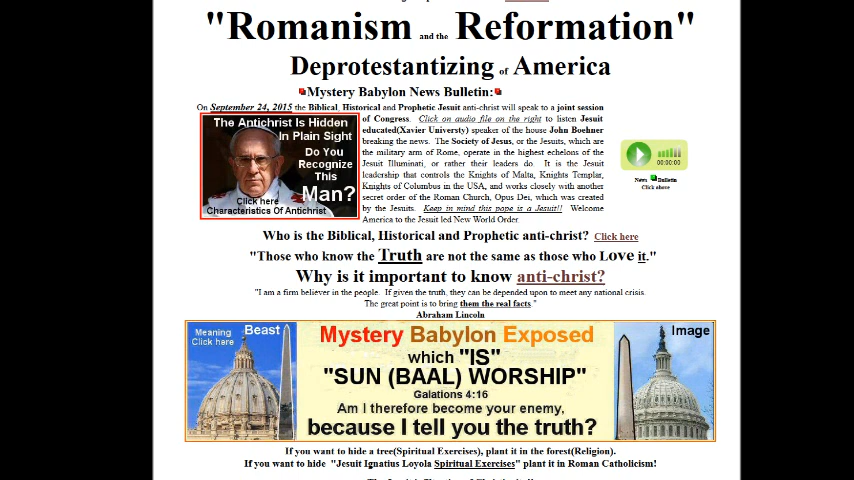 "Romanism and the Reformation"
Deprotestantizing of America
Mystery Babylon News Bulletin:
On September 24, 2015 the Biblical, Historical and Prophetic Jesuit anti-christ will speak to a joint session
of Congress. Click on audio file on the right to listen Jesuit
educated(Xavier Universty) speaker of the house John Boehner
breaking the news. The Society of Jesus, or the Jesuits, which are
the military arm of Rome, operate in the highest echelons of the
Jesuit Illuminati, or rather their leaders do. It is the Jesuit
leadership that controls the Knights of Malta, Knights Templar,
Knights of Columbus in the USA, and works closely with another
secret order of the Roman Church, Opus Dei, which was created
by the Jesuits. Keep in mind this pope is a Jesuit!! Welcome
America to the Jesuit led New World Order.
The Antichrist Is Hidden
In Plain Sight
Do You
Recognize
This
Man?
Click here
Characteristics Of Antichrist
00:00:00
News Bulletin
Click above
Who is the Biblical, Historical and Prophetic anti-christ? Click here
"Those who know the Truth are not the same as those who Love it."
Why is it important to know anti-christ?
"I am a firm believer in the people. If given the truth, they can be depended upon to meet any national crisis.
The great point is to bring them the real facts."
Abraham Lincoln
Meaning
Click here
Beast
Mystery Babylon Exposed
which "IS"
"SUN (BAAL) WORSHIP"
Galations 4:16
Am I therefore become your enemy,
because I tell you the truth?
Image
If you want to hide a tree(Spiritual Exercises), plant it in the forest(Religion).
If you want to hide "Jesuit Ignatius Loyola Spiritual Exercises" plant it in Roman Catholicism!